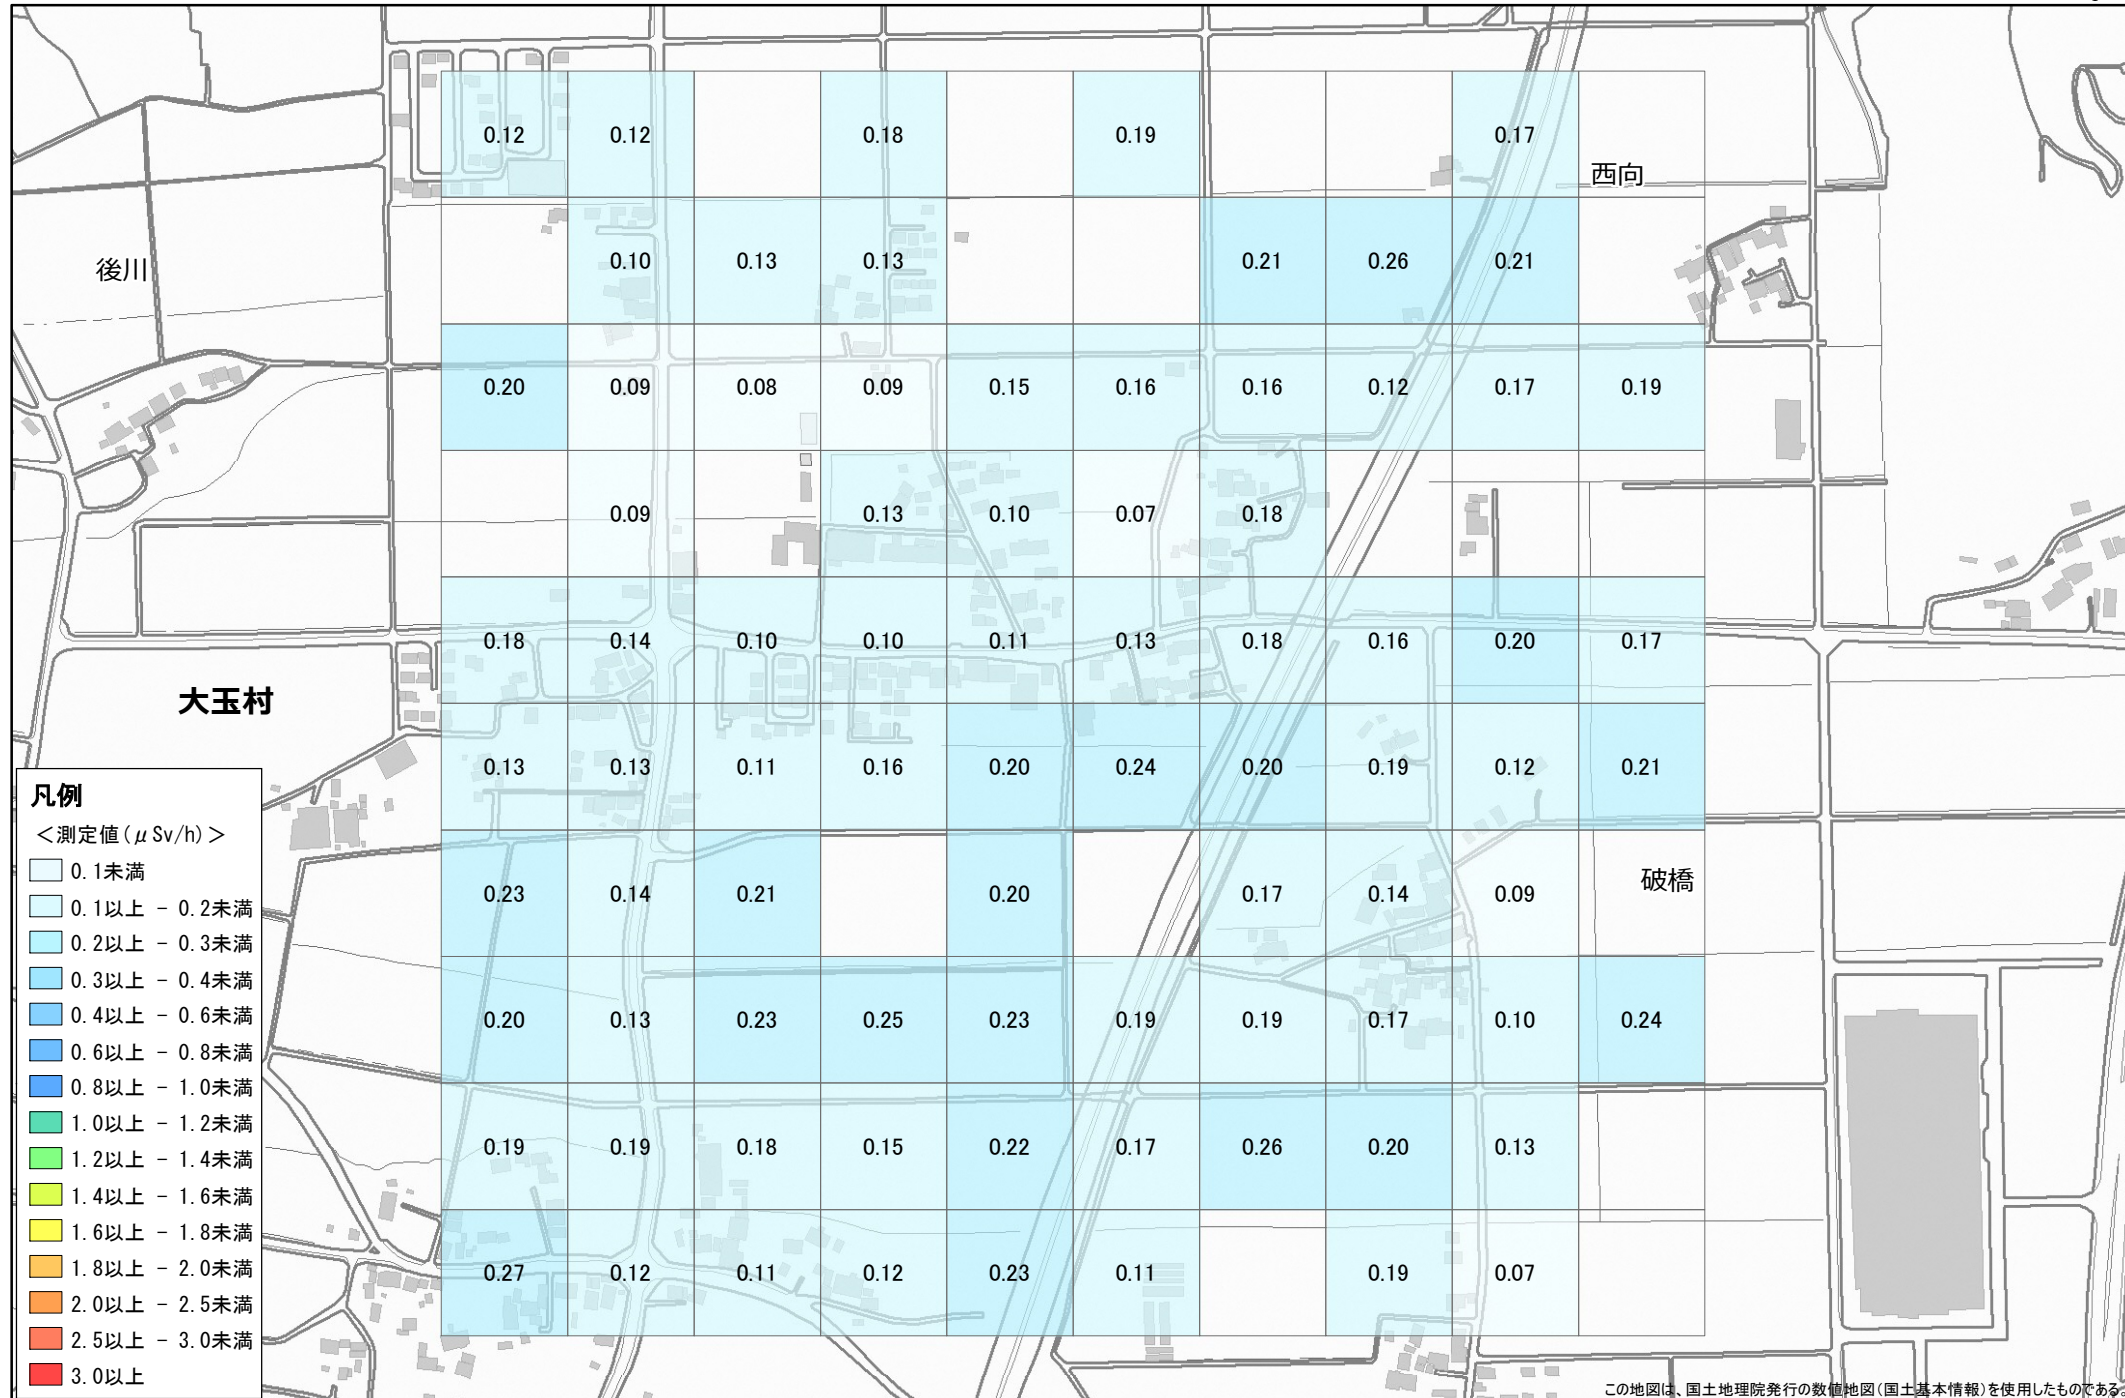 0.12 0.12 0.18 0.19 0.17
西向
後川
0.10 0.13 0.13 0.21 0.26 0.21
0.20 0.09 0.08 0.09 0.15 0.16 0.16 0.12 0.17 0.19
0.09 0.13 0.10 0.07 0.18
0.18 0.14 0.10 0.10 0.11 0.13 0.18 0.16 0.20 0.17
大玉村
0.13 0.13 0.11 0.16 0.20 0.24 0.20 0.19 0.12 0.21
破橋
0.23 0.14 0.21 0.20 0.17 0.14 0.09
0.20 0.13 0.23 0.25 0.23 0.19 0.19 0.17 0.10 0.24
0.19 0.19 0.18 0.15 0.22 0.17 0.26 0.20 0.13
0.27 0.12 0.11 0.12 0.23 0.11 0.19 0.07
凡例
＜測定値(μSv/h)＞
0.1未満
0.1以上 - 0.2未満
0.2以上 - 0.3未満
0.3以上 - 0.4未満
0.4以上 - 0.6未満
0.6以上 - 0.8未満
0.8以上 - 1.0未満
1.0以上 - 1.2未満
1.2以上 - 1.4未満
1.4以上 - 1.6未満
1.6以上 - 1.8未満
1.8以上 - 2.0未満
2.0以上 - 2.5未満
2.5以上 - 3.0未満
3.0以上
この地図は、国土地理院発行の数値地図(国土基本情報)を使用したものである。